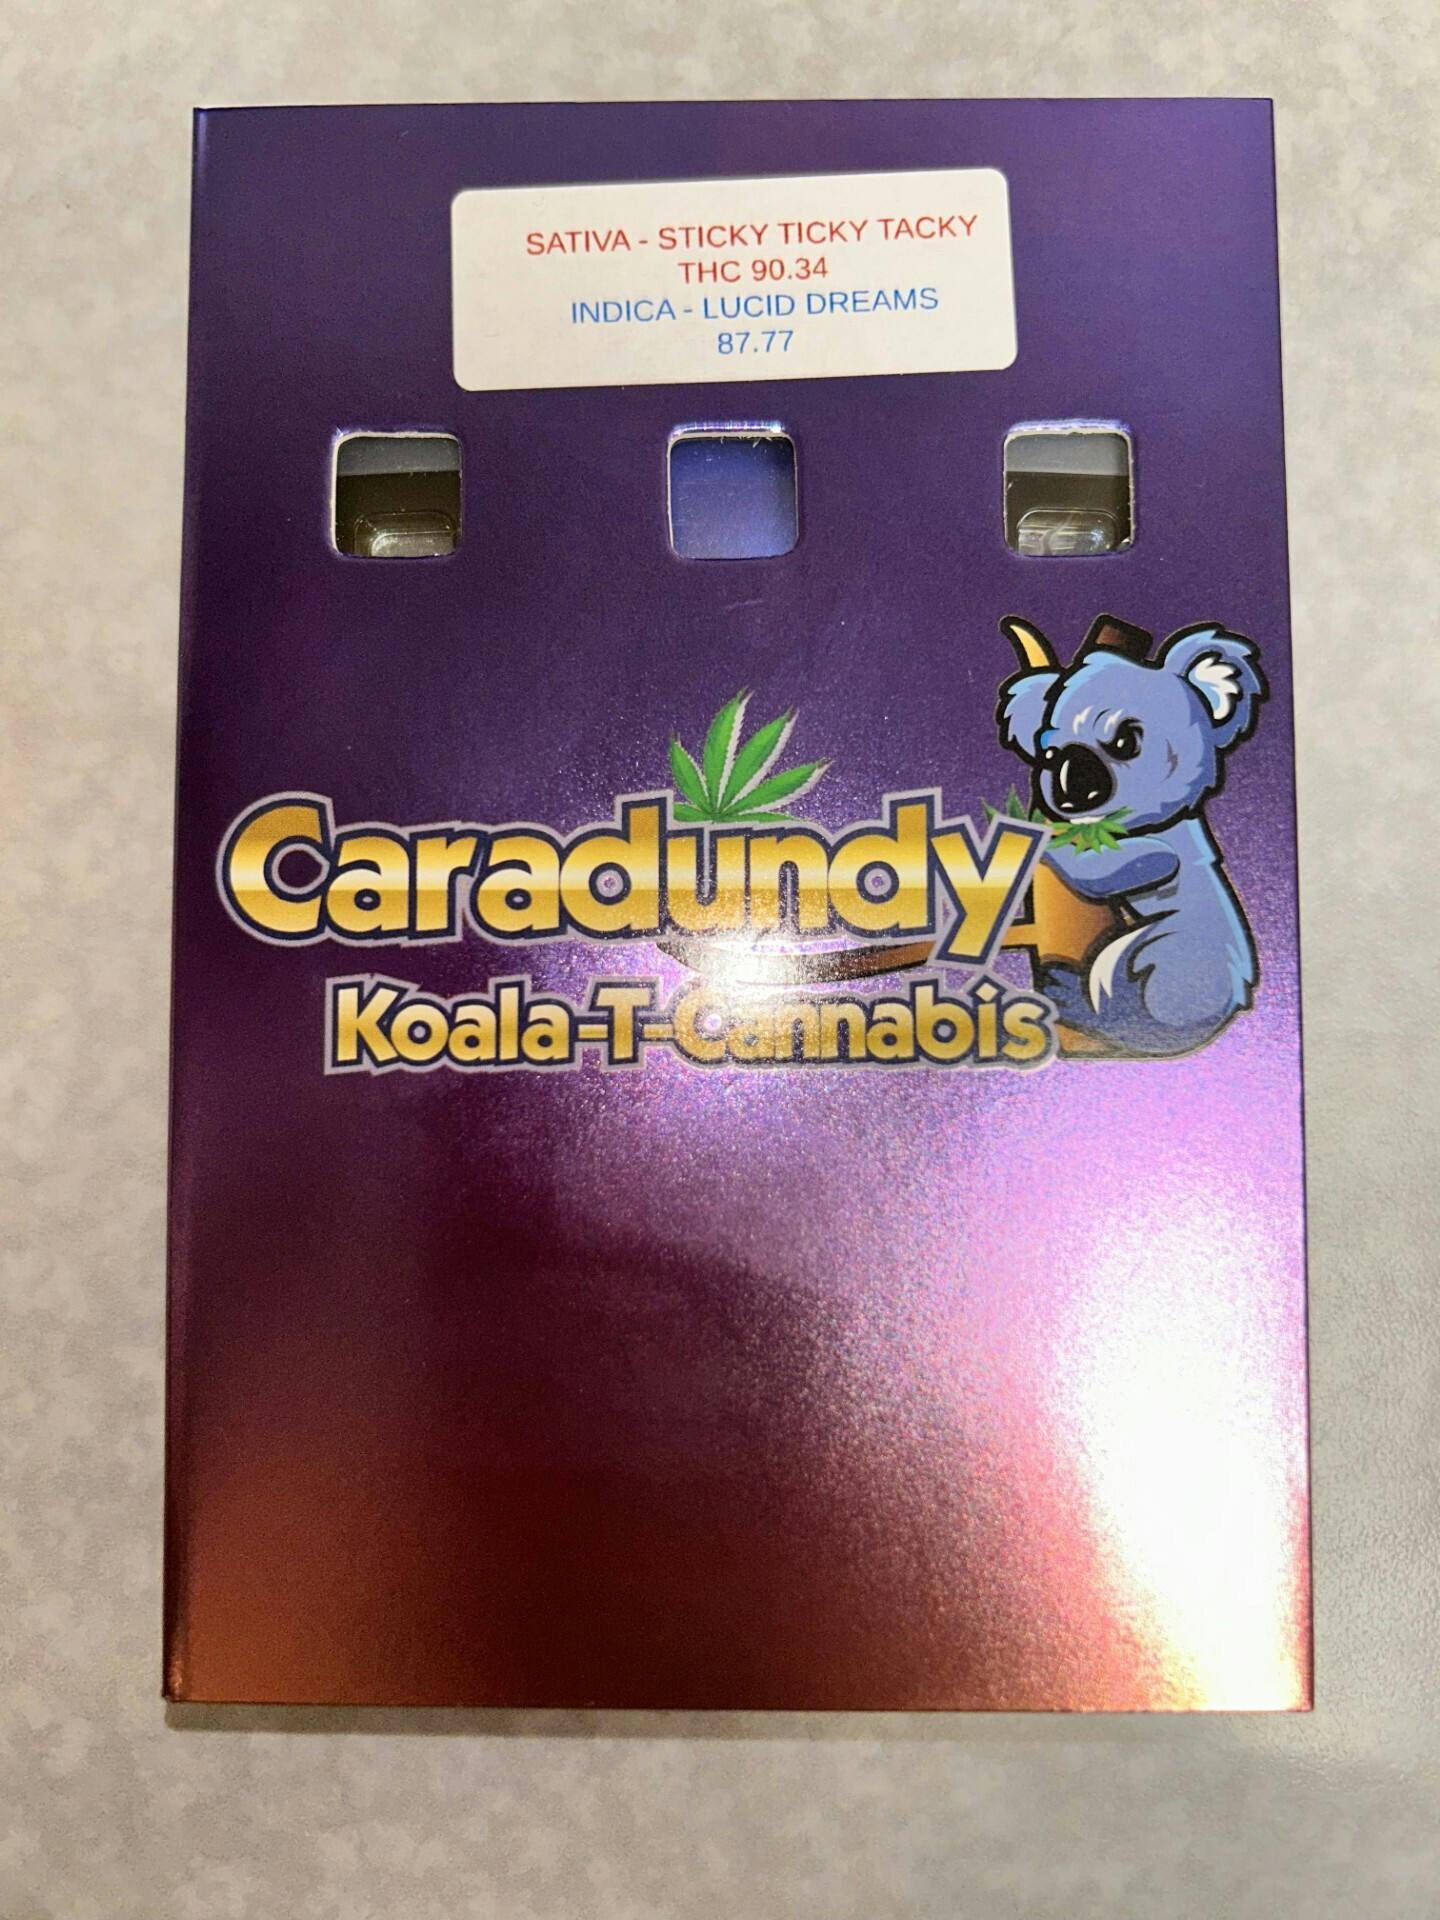 SATIVA - STICKY TICKY TACKY
THC 90.34
INDICA - LUCID DREAMS
87.77
Caradundy
Koala-T-Cannabis